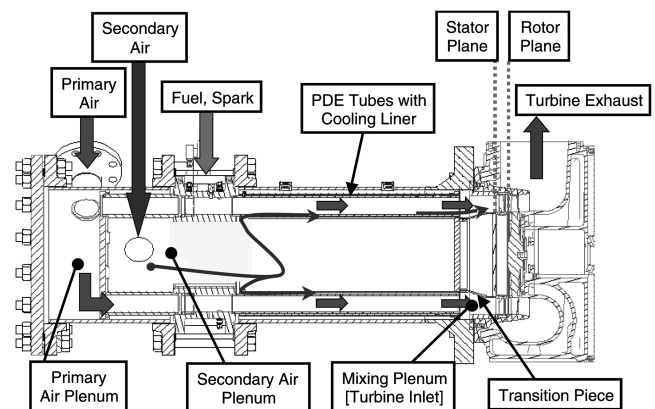 Secondary
Air
Stator
Plane
Rotor
Plane
Primary
Air
Fuel, Spark
PDE Tubes with
Cooling Liner
Turbine Exhaust
Primary
Air Plenum
Secondary Air
Plenum
Mixing Plenum
[Turbine Inlet]
Transition Piece